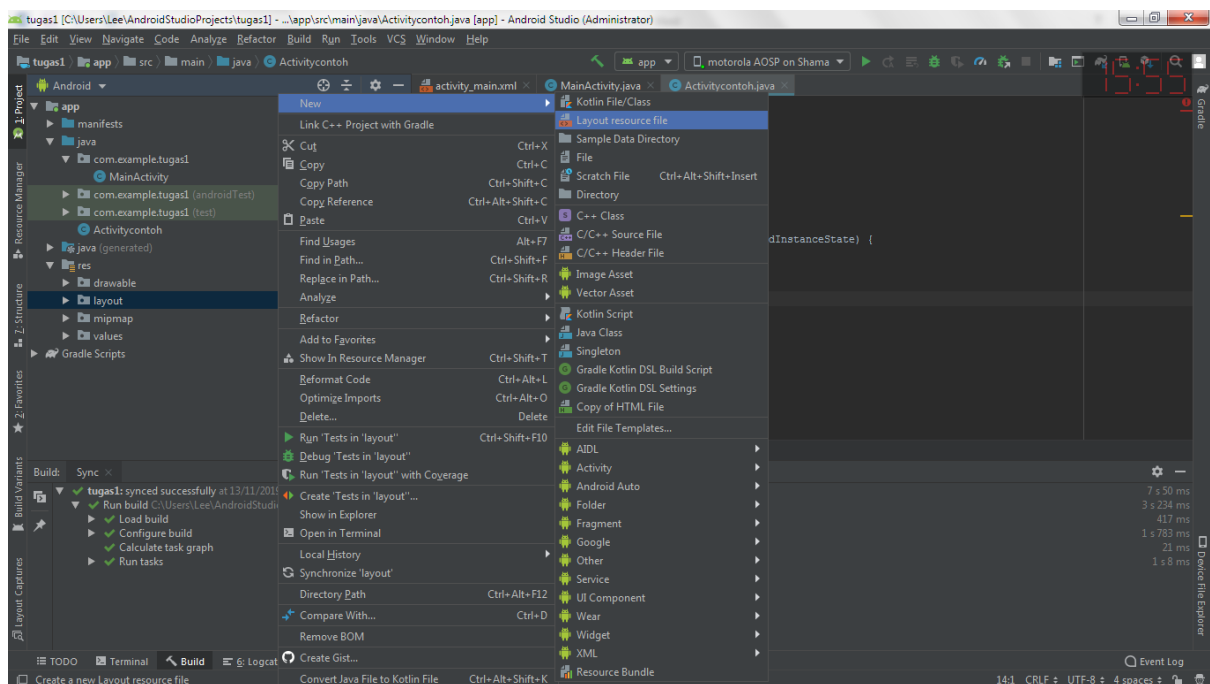 tugas1 [C:\Users\Lee\AndroidStudioProjects\tugas1] - ...\app\src\main\java\Activitycontoh.java [app] - Android Studio (Administrator)
File Edit View Navigate Code Analyze Refactor Build Run Tools VCS Window Help
tugas1 app src main java Activitycontoh
app motorola AOSP on Shama
15:55
Android
activity_main.xml MainActivity.java Activitycontoh.java
1: Project
Resource Manager
Z: Structure
2: Favorites
Build Variants
Layout Captures
app
manifests
java
com.example.tugas1
MainActivity
com.example.tugas1 (androidTest)
com.example.tugas1 (test)
Activitycontoh
java (generated)
res
drawable
layout
mipmap
values
Gradle Scripts
New
Link C++ Project with Gradle
Cut Ctrl+X
Copy Ctrl+C
Copy Path Ctrl+Shift+C
Copy Reference Ctrl+Alt+Shift+C
Paste Ctrl+V
Find Usages Alt+F7
Find in Path... Ctrl+Shift+F
Replace in Path... Ctrl+Shift+R
Analyze
Refactor
Add to Favorites
Show In Resource Manager Ctrl+Shift+T
Reformat Code Ctrl+Alt+L
Optimize Imports Ctrl+Alt+O
Delete... Delete
Run 'Tests in 'layout'' Ctrl+Shift+F10
Debug 'Tests in 'layout''
Run 'Tests in 'layout'' with Coverage
Create 'Tests in 'layout''...
Show in Explorer
Open in Terminal
Local History
Synchronize 'layout'
Directory Path Ctrl+Alt+F12
Compare With... Ctrl+D
Remove BOM
Create Gist...
Convert Java File to Kotlin File Ctrl+Alt+Shift+K
Kotlin File/Class
Layout resource file
Sample Data Directory
File
Scratch File Ctrl+Alt+Shift+Insert
Directory
C++ Class
C/C++ Source File
C/C++ Header File
Image Asset
Vector Asset
Kotlin Script
Java Class
Singleton
Gradle Kotlin DSL Build Script
Gradle Kotlin DSL Settings
Copy of HTML File
Edit File Templates...
AIDL
Activity
Android Auto
Folder
Fragment
Google
Other
Service
UI Component
Wear
Widget
XML
Resource Bundle
dInstanceState) {
Gradle
Device File Explorer
Build: Sync
tugas1: synced successfully at 13/11/2019
Run build C:\Users\Lee\AndroidStudi
Load build
Configure build
Calculate task graph
Run tasks
7 s 50 ms
3 s 234 ms
417 ms
1 s 783 ms
21 ms
1 s 8 ms
TODO Terminal Build 6: Logcat Event Log
Create a new Layout resource file 14:1 CRLF UTF-8 4 spaces